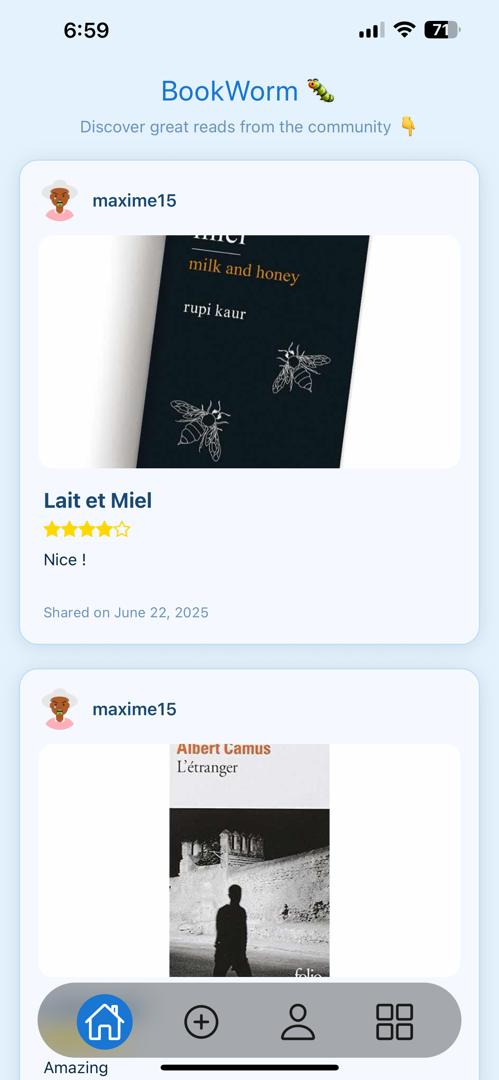 6:59
71
BookWorm 🐛
Discover great reads from the community 👇
maxime15
miel
milk and honey
rupi kaur
Lait et Miel
Nice !
Shared on June 22, 2025
maxime15
Albert Camus
L'étranger
folio
Amazing